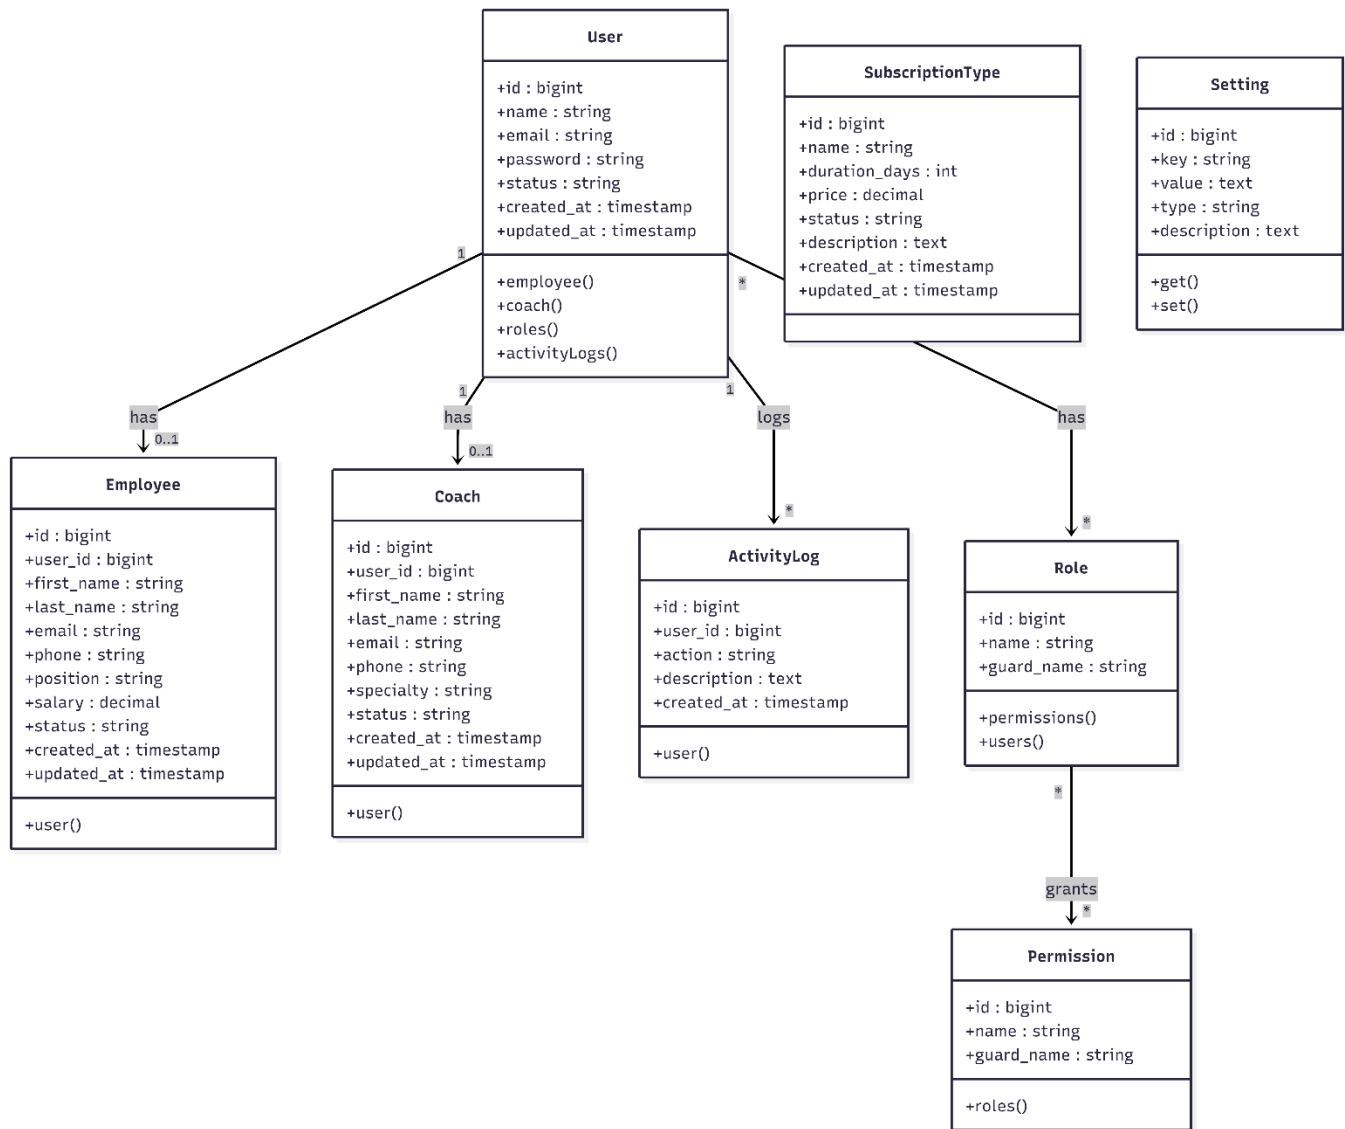 User
+id : bigint
+name : string
+email : string
+password : string
+status : string
+created_at : timestamp
+updated_at : timestamp
+employee()
+coach()
+roles()
+activityLogs()
SubscriptionType
+id : bigint
+name : string
+duration_days : int
+price : decimal
+status : string
+description : text
+created_at : timestamp
+updated_at : timestamp
Setting
+id : bigint
+key : string
+value : text
+type : string
+description : text
+get()
+set()
1
*
1
1
has
has
logs
has
0..1
0..1
*
*
Employee
+id : bigint
+user_id : bigint
+first_name : string
+last_name : string
+email : string
+phone : string
+position : string
+salary : decimal
+status : string
+created_at : timestamp
+updated_at : timestamp
+user()
Coach
+id : bigint
+user_id : bigint
+first_name : string
+last_name : string
+email : string
+phone : string
+specialty : string
+status : string
+created_at : timestamp
+updated_at : timestamp
+user()
ActivityLog
+id : bigint
+user_id : bigint
+action : string
+description : text
+created_at : timestamp
+user()
Role
+id : bigint
+name : string
+guard_name : string
+permissions()
+users()
*
grants
*
Permission
+id : bigint
+name : string
+guard_name : string
+roles()